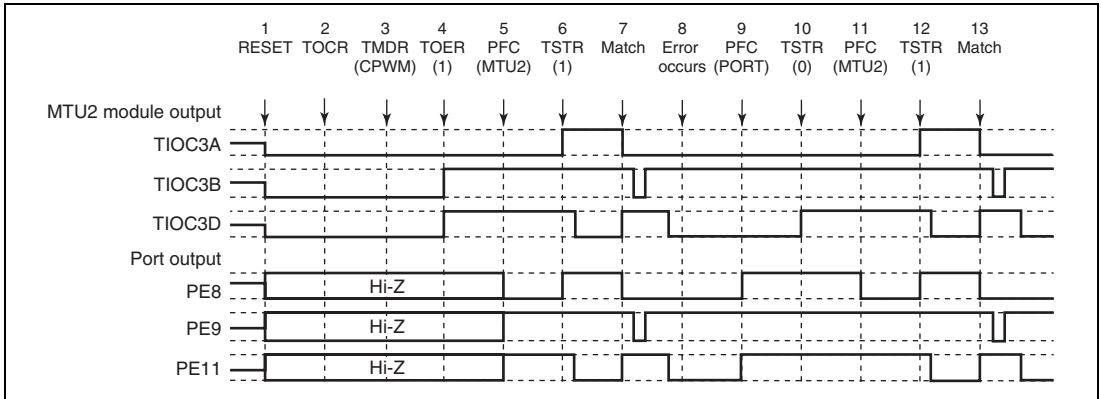 1 2 3 4 5 6 7 8 9 10 11 12 13
RESET TOCR TMDR TOER PFC TSTR Match Error PFC TSTR PFC TSTR Match
(CPWM) (1) (MTU2) (1) occurs (PORT) (0) (MTU2) (1)
MTU2 module output
TIOC3A
TIOC3B
TIOC3D
Port output
PE8 Hi-Z
PE9 Hi-Z
PE11 Hi-Z